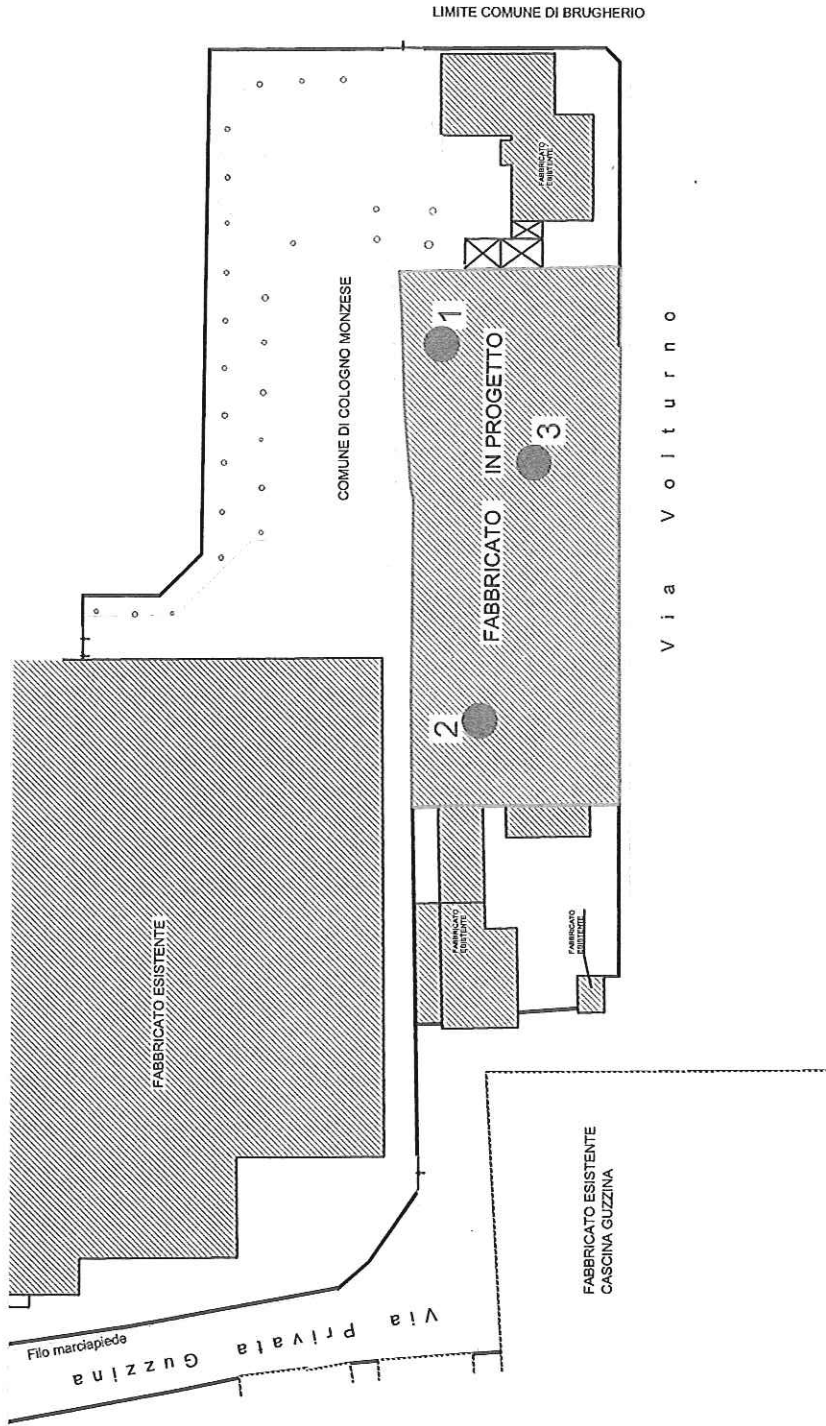 LIMITE COMUNE DI BRUGHERIO
FABBRICATO
ESISTENTE
COMUNE DI COLOGNO MONZESE
1
FABBRICATO IN PROGETTO
3
2
Via Volturno
FABBRICATO ESISTENTE
FABBRICATO
ESISTENTE
FABBRICATO
ESISTENTE
FABBRICATO ESISTENTE
CASCINA GUZZINA
Filo marciapiede
Via Privata Guzzina